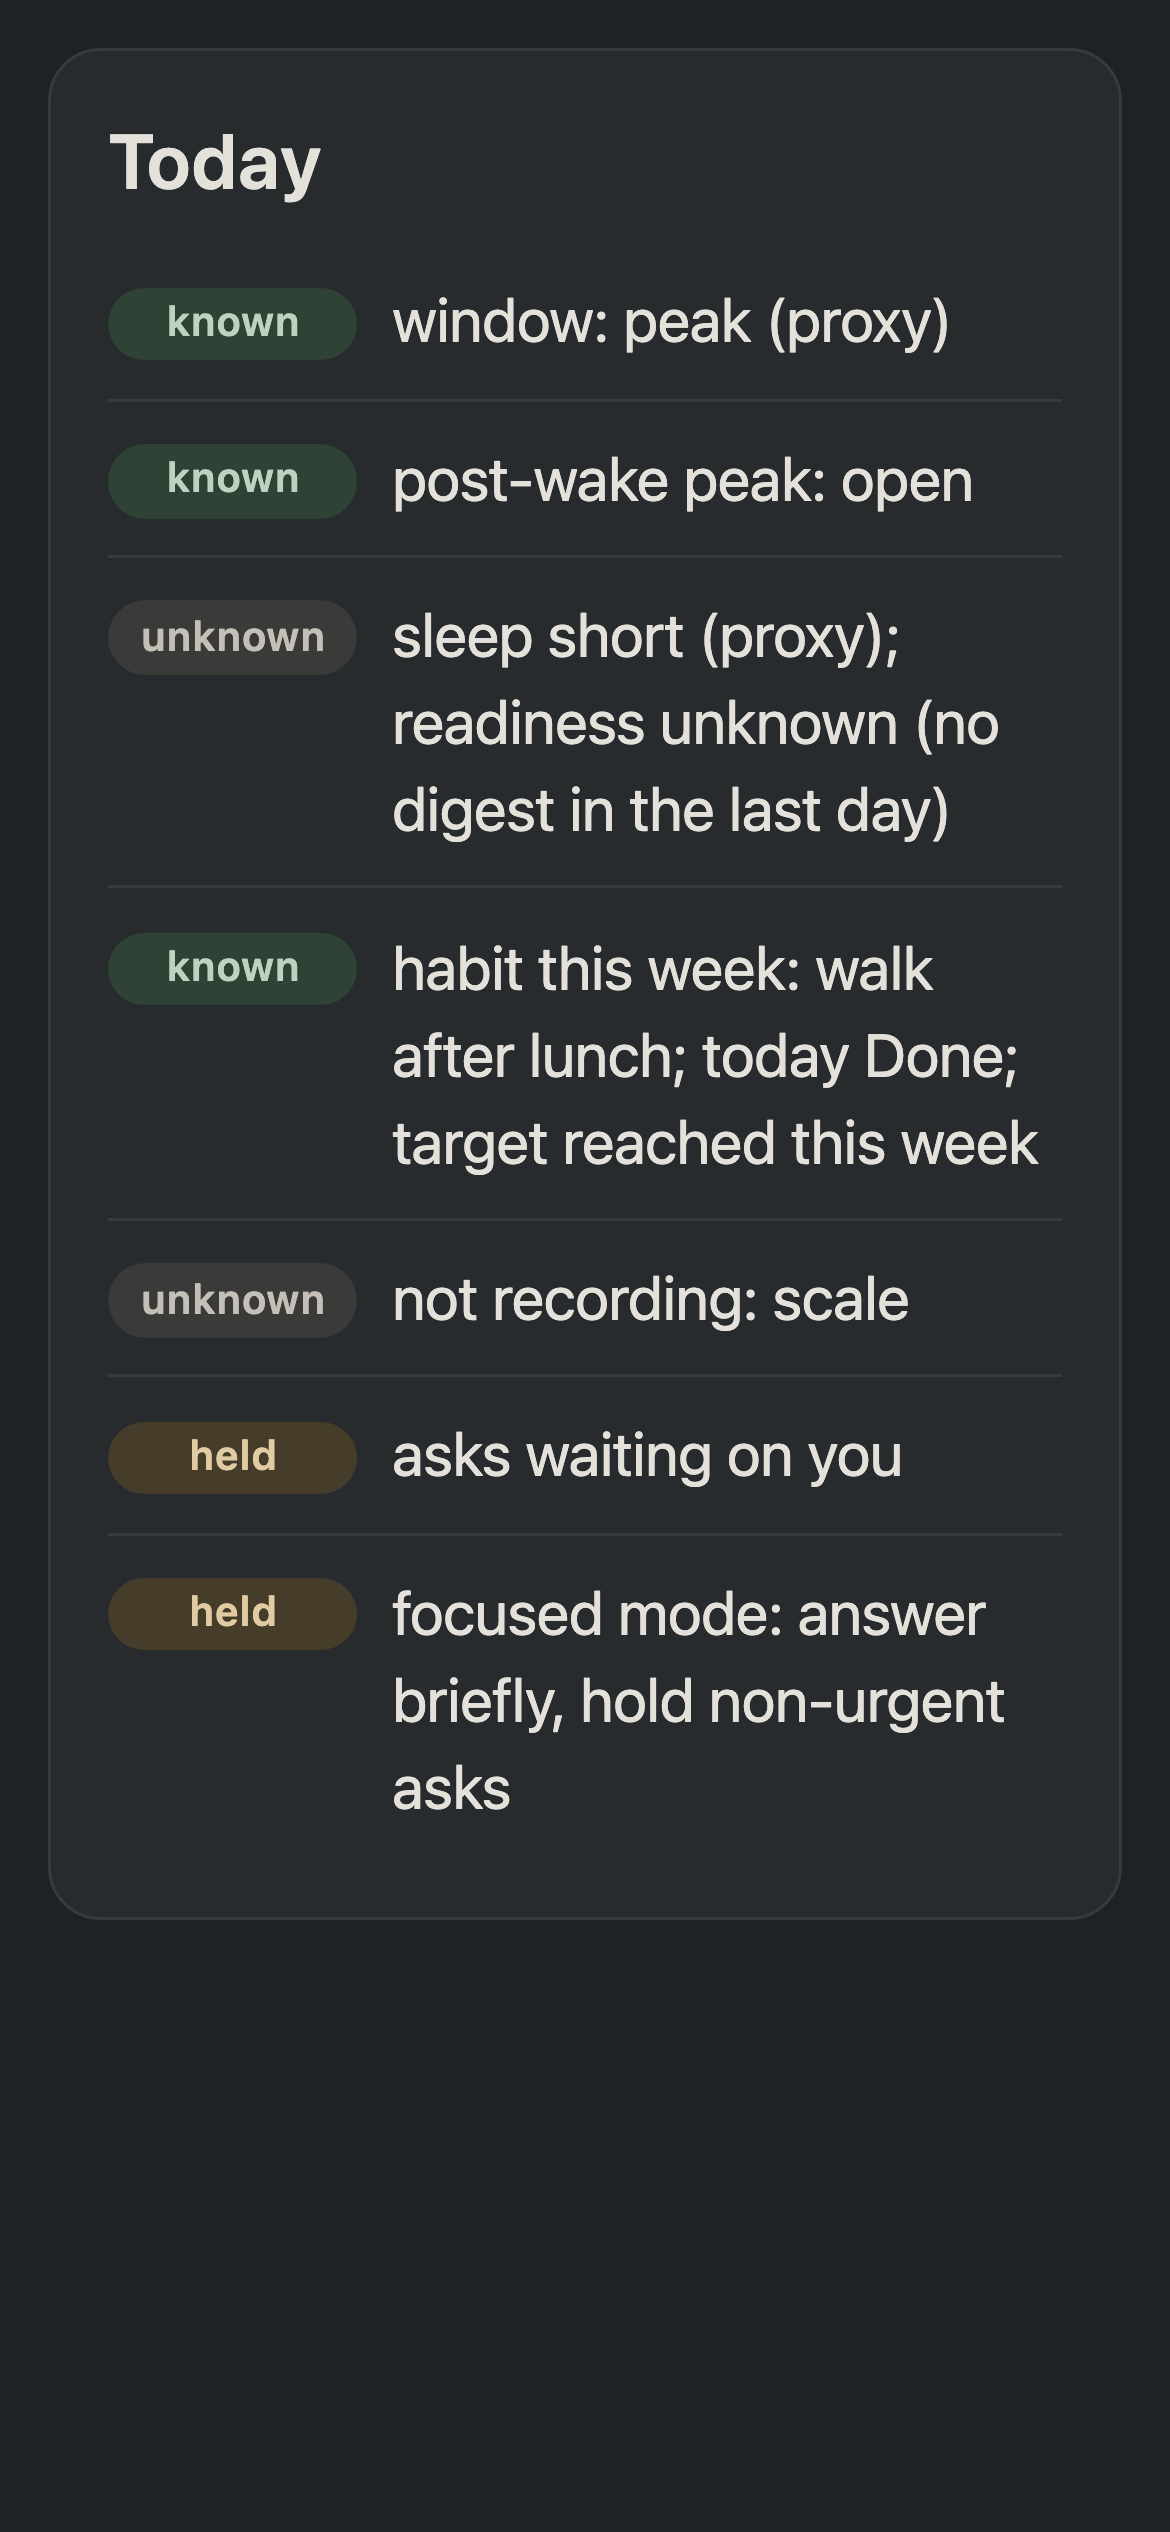 Today
known window: peak (proxy)
known post-wake peak: open
unknown sleep short (proxy);
readiness unknown (no
digest in the last day)
known habit this week: walk
after lunch; today Done;
target reached this week
unknown not recording: scale
held asks waiting on you
held focused mode: answer
briefly, hold non-urgent
asks